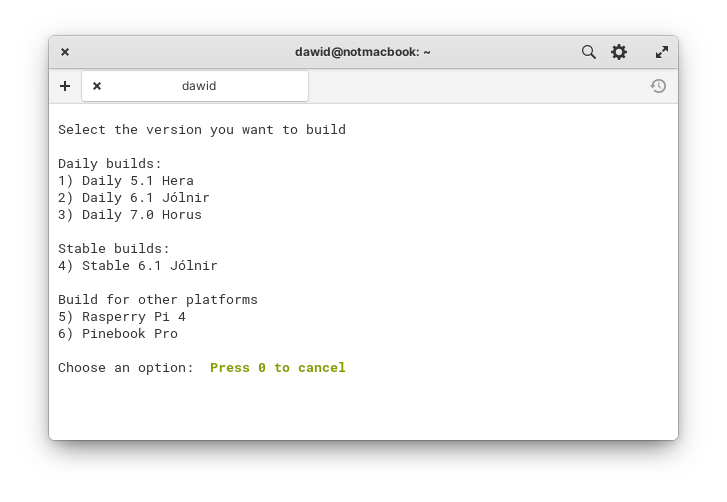 dawid@notmacbook: ~
dawid
Select the version you want to build
Daily builds:
1) Daily 5.1 Hera
2) Daily 6.1 Jólnir
3) Daily 7.0 Horus
Stable builds:
4) Stable 6.1 Jólnir
Build for other platforms
5) Rasperry Pi 4
6) Pinebook Pro
Choose an option:  Press 0 to cancel